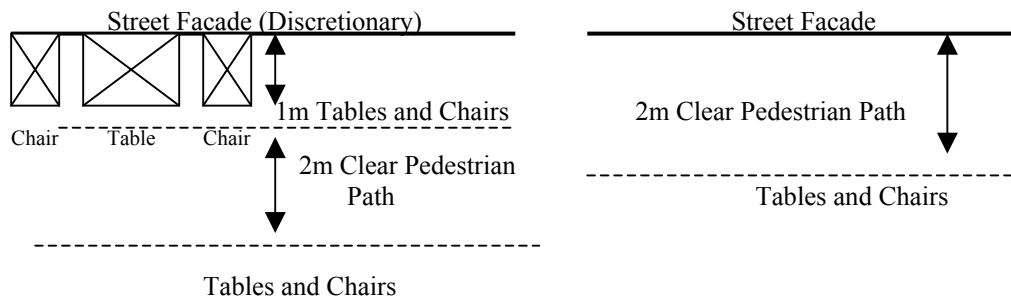 Street Facade (Discretionary)
1m Tables and Chairs
Chair Table Chair
2m Clear Pedestrian
Path
Tables and Chairs
Street Facade
2m Clear Pedestrian Path
Tables and Chairs